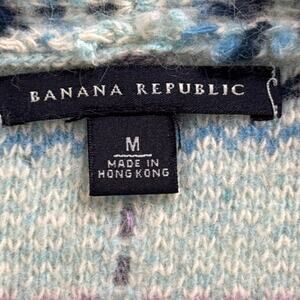 BANANA REPUBLIC
M
MADE IN
HONG KONG